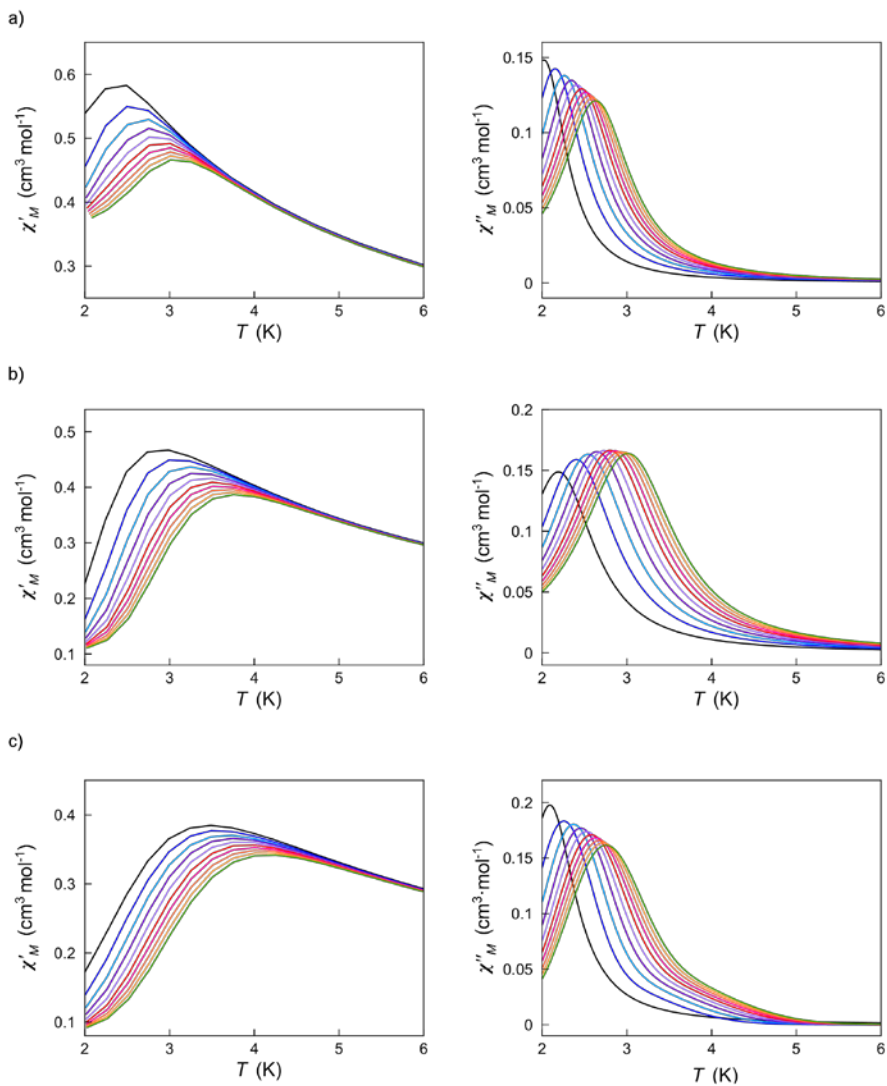 a)
0.6
0.5
0.4
0.3
χ′M (cm³ mol⁻¹)
2 3 4 5 6
T (K)
0.15
0.1
0.05
0
χ″M (cm³ mol⁻¹)
2 3 4 5 6
T (K)
b)
0.5
0.4
0.3
0.2
0.1
χ′M (cm³ mol⁻¹)
2 3 4 5 6
T (K)
0.2
0.15
0.1
0.05
0
χ″M (cm³ mol⁻¹)
2 3 4 5 6
T (K)
c)
0.4
0.3
0.2
0.1
χ′M (cm³ mol⁻¹)
2 3 4 5 6
T (K)
0.2
0.15
0.1
0.05
0
χ″M (cm³·mol⁻¹)
2 3 4 5 6
T (K)